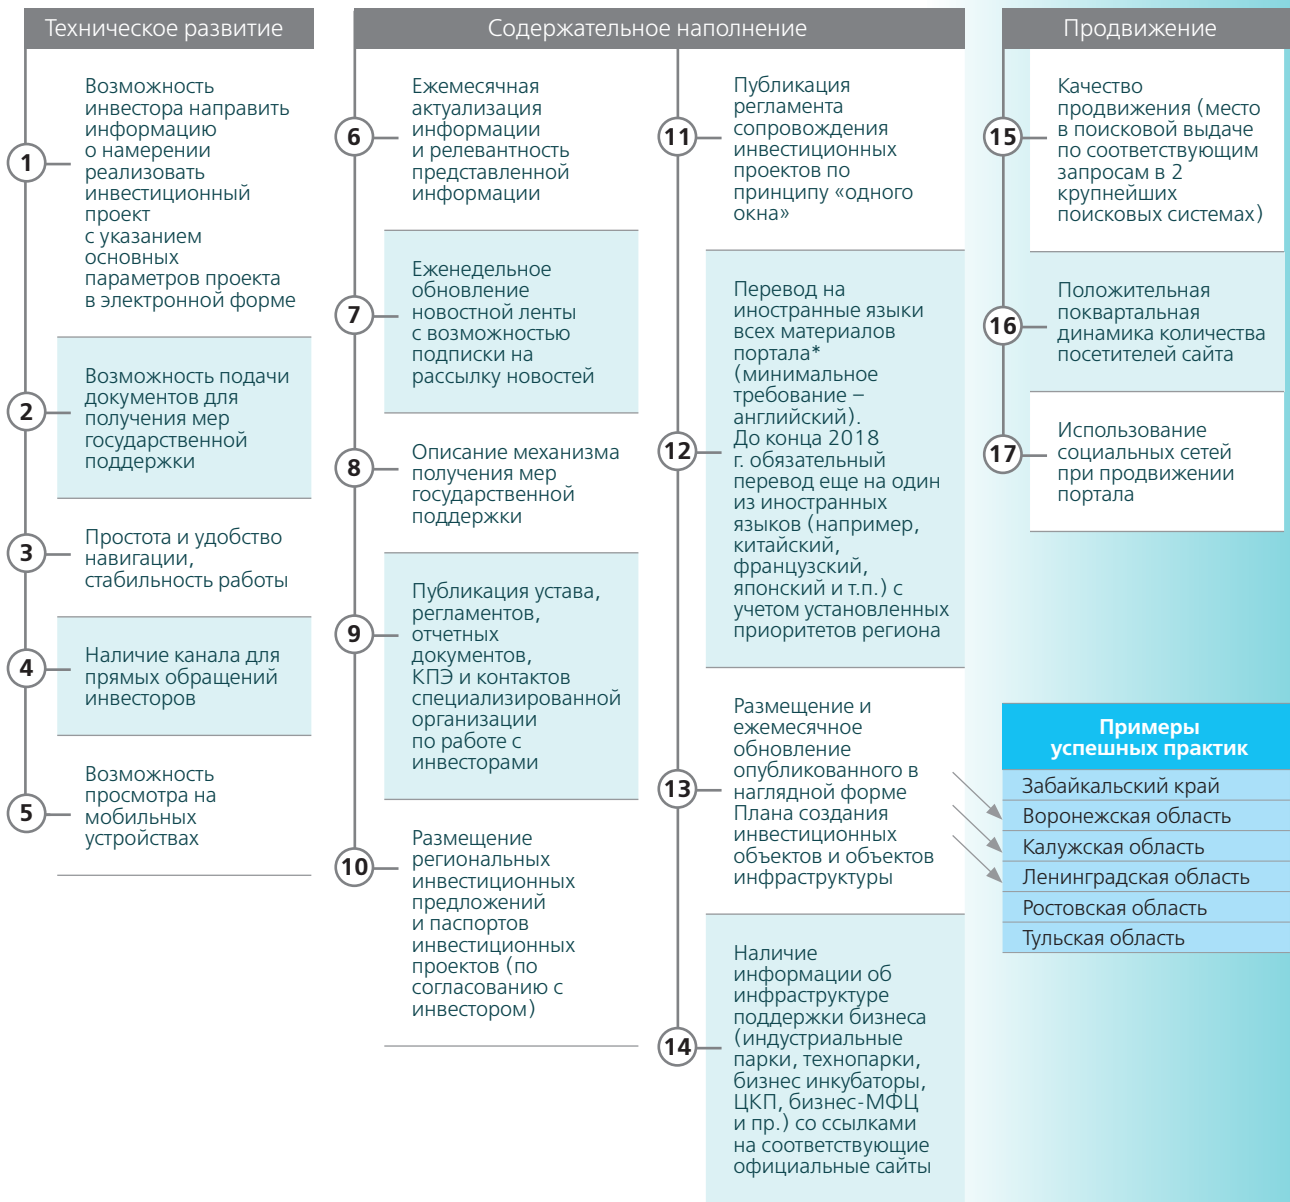 Техническое развитие
1
Возможность
инвестора направить
информацию
о намерении
реализовать
инвестиционный
проект
с указанием
основных
параметров проекта
в электронной форме
2
Возможность подачи
документов для
получения мер
государственной
поддержки
3
Простота и удобство
навигации,
стабильность работы
4
Наличие канала для
прямых обращений
инвесторов
5
Возможность
просмотра на
мобильных
устройствах
Содержательное наполнение
6
Ежемесячная
актуализация
информации
и релевантность
представленной
информации
7
Еженедельное
обновление
новостной ленты
с возможностью
подписки на
рассылку новостей
8
Описание механизма
получения мер
государственной
поддержки
9
Публикация устава,
регламентов,
отчетных
документов,
КПЭ и контактов
специализированной
организации
по работе с
инвесторами
10
Размещение
региональных
инвестиционных
предложений
и паспортов
инвестиционных
проектов (по
согласованию с
инвестором)
11
Публикация
регламента
сопровождения
инвестиционных
проектов по
принципу «одного
окна»
12
Перевод на
иностранные языки
всех материалов
портала*
(минимальное
требование –
английский).
До конца 2018
г. обязательный
перевод еще на один
из иностранных
языков (например,
китайский,
французский,
японский и т.п.) с
учетом установленных
приоритетов региона
13
Размещение и
ежемесячное
обновление
опубликованного в
наглядной форме
Плана создания
инвестиционных
объектов и объектов
инфраструктуры
14
Наличие
информации об
инфраструктуре
поддержки бизнеса
(индустриальные
парки, технопарки,
бизнес инкубаторы,
ЦКП, бизнес-МФЦ
и пр.) со ссылками
на соответствующие
официальные сайты
Продвижение
15
Качество
продвижения (место
в поисковой выдаче
по соответствующим
запросам в 2
крупнейших
поисковых системах)
16
Положительная
поквартальная
динамика количества
посетителей сайта
17
Использование
социальных сетей
при продвижении
портала
Примеры
успешных практик
Забайкальский край
Воронежская область
Калужская область
Ленинградская область
Ростовская область
Тульская область